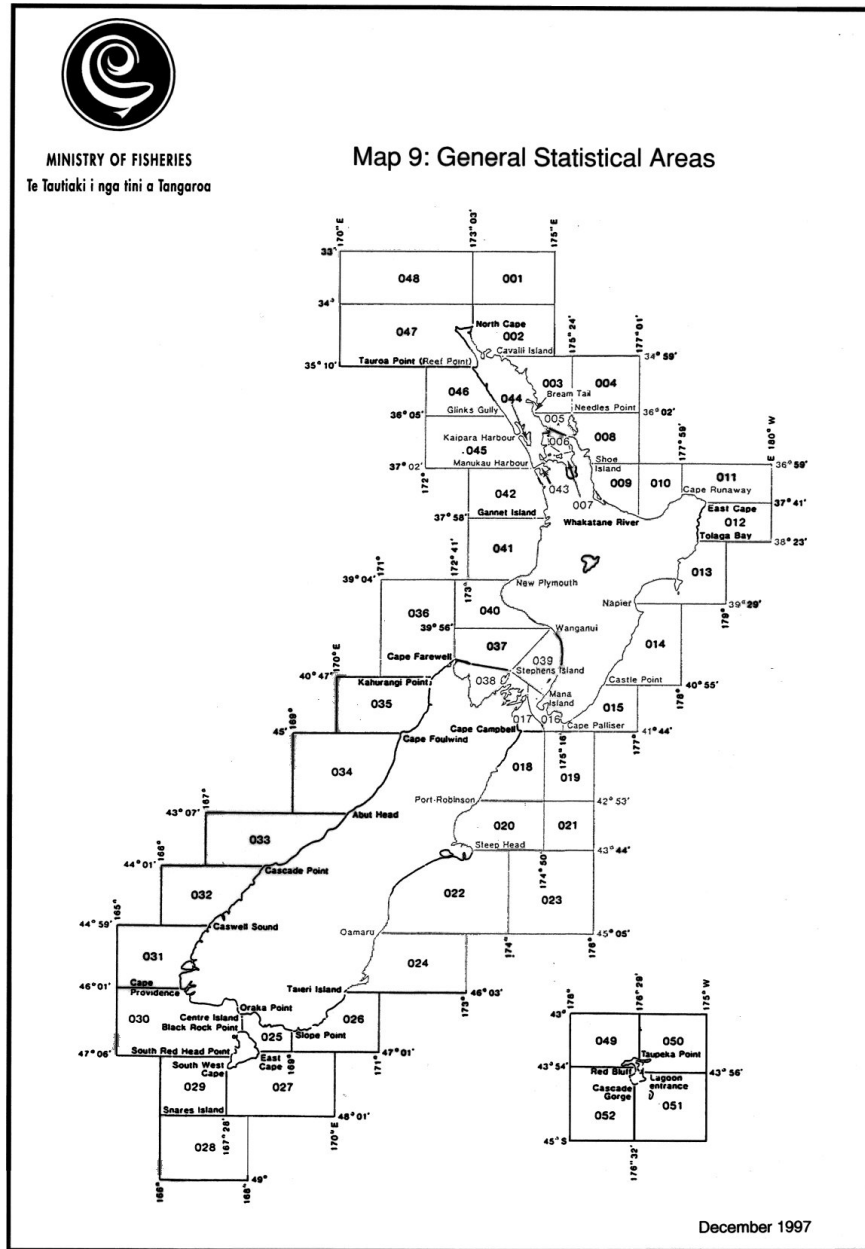 MINISTRY OF FISHERIES
Te Tautiaki i nga tini a Tangaroa
Map 9: General Statistical Areas
170° E
173° 03'
175° E
33°
048
001
34°
047
North Cape
002
175° 24'
177° 01'
Cavalli Island
34° 59'
35° 10'
Tauroa Point (Reef Point)
003
004
046
044
Bream Tail
36° 05'
Glinks Gully
Needles Point
36° 02'
005
177° 59'
E 180° W
Kaipara Harbour
006
008
045
37° 02'
Manukau Harbour
Shoe
Island
36° 59'
172°
042
043
009
010
011
Cape Runaway
007
37° 58'
Gannet Island
Whakatane River
East Cape
37° 41'
012
Tolaga Bay
38° 23'
171°
172° 41'
041
013
39° 04'
173°
New Plymouth
036
040
Napier
179°
39° 29'
39° 56'
Wanganui
170° E
037
014
Cape Farewell
039
Stephens Island
40° 47'
Kahurangi Point
038
Castle Point
178°
40° 55'
169°
035
Mana
Island
015
017
016
Cape Palliser
45'
Cape Foulwind
Cape Campbell
175° 16'
177°
41° 44'
167°
034
018
019
Port-Robinson
42° 53'
43° 07'
Abut Head
020
021
166°
033
Sleep Head
43° 44'
44° 01'
Cascade Point
174° 50'
165°
032
022
023
44° 59'
Caswell Sound
Oamaru
174°
176°
45° 05'
031
024
46° 01'
Cape
Providence
Taieri Island
173°
46° 03'
030
Oraka Point
Centre Island
Black Rock Point
025
026
Slope Point
47° 06'
South Red Head Point
East
Cape
169°
171°
47° 01'
South West
Cape
029
027
Snares Island
167° 28'
170° E
48° 01'
028
166°
168°
49°
178°
176° 29'
175° W
43°
049
050
Taupeka Point
43° 54'
Red Bluff
43° 56'
Cascade
Gorge
Lagoon
entrance
052
051
45° S
176° 32'
December 1997